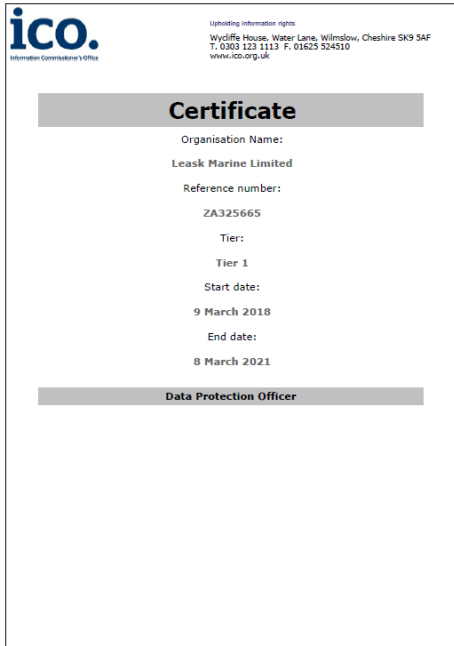 ico.
Information Commissioner's Office
Upholding information rights
Wycliffe House, Water Lane, Wilmslow, Cheshire SK9 5AF
T. 0303 123 1113 F. 01625 524510
www.ico.org.uk
Certificate
Organisation Name:
Leask Marine Limited
Reference number:
ZA325665
Tier:
Tier 1
Start date:
9 March 2018
End date:
8 March 2021
Data Protection Officer